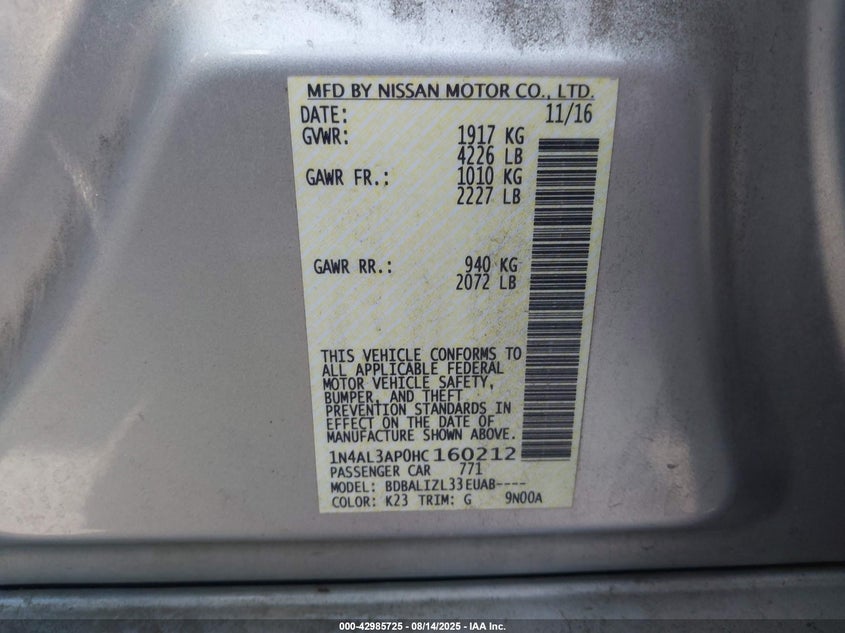 MFD BY NISSAN MOTOR CO., LTD.
DATE: 11/16
GVWR: 1917 KG
4226 LB
GAWR FR.: 1010 KG
2227 LB
GAWR RR.: 940 KG
2072 LB
THIS VEHICLE CONFORMS TO
ALL APPLICABLE FEDERAL
MOTOR VEHICLE SAFETY,
BUMPER, AND THEFT
PREVENTION STANDARDS IN
EFFECT ON THE DATE OF
MANUFACTURE SHOWN ABOVE.
1N4AL3AP0HC160212
PASSENGER CAR 771
MODEL: BDBALIZL33EUAB----
COLOR: K23 TRIM: G 9N00A
000-42985725 - 08/14/2025 - IAA Inc.